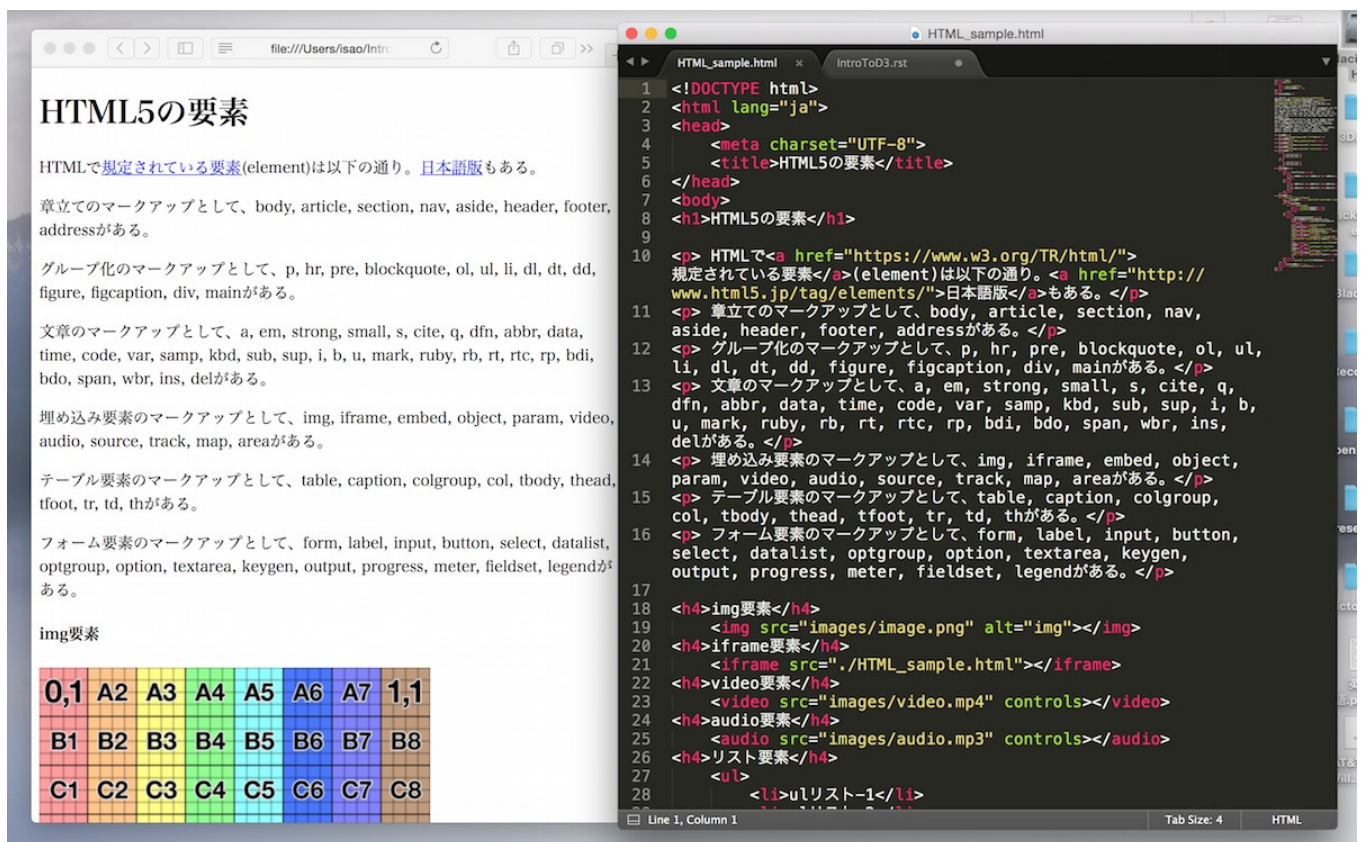 file:///Users/isao/Intro
HTML5の要素
HTMLで規定されている要素(element)は以下の通り。日本語版もある。
章立てのマークアップとして、body, article, section, nav, aside, header, footer,
addressがある。
グループ化のマークアップとして、p, hr, pre, blockquote, ol, ul, li, dl, dt, dd,
figure, figcaption, div, mainがある。
文章のマークアップとして、a, em, strong, small, s, cite, q, dfn, abbr, data,
time, code, var, samp, kbd, sub, sup, i, b, u, mark, ruby, rb, rt, rtc, rp, bdi,
bdo, span, wbr, ins, delがある。
埋め込み要素のマークアップとして、img, iframe, embed, object, param, video,
audio, source, track, map, areaがある。
テーブル要素のマークアップとして、table, caption, colgroup, col, tbody, thead,
tfoot, tr, td, thがある。
フォーム要素のマークアップとして、form, label, input, button, select, datalist,
optgroup, option, textarea, keygen, output, progress, meter, fieldset, legendが
ある。
img要素
0,1 A2 A3 A4 A5 A6 A7 1,1
B1 B2 B3 B4 B5 B6 B7 B8
C1 C2 C3 C4 C5 C6 C7 C8
HTML_sample.html
HTML_sample.html × IntroToD3.rst
1 <!DOCTYPE html>
2 <html lang="ja">
3 <head>
4 <meta charset="UTF-8">
5 <title>HTML5の要素</title>
6 </head>
7 <body>
8 <h1>HTML5の要素</h1>
9
10 <p> HTMLで<a href="https://www.w3.org/TR/html/">
規定されている要素</a>(element)は以下の通り。<a href="http://
www.html5.jp/tag/elements/">日本語版</a>もある。</p>
11 <p> 章立てのマークアップとして、body, article, section, nav,
aside, header, footer, addressがある。</p>
12 <p> グループ化のマークアップとして、p, hr, pre, blockquote, ol, ul,
li, dl, dt, dd, figure, figcaption, div, mainがある。</p>
13 <p> 文章のマークアップとして、a, em, strong, small, s, cite, q,
dfn, abbr, data, time, code, var, samp, kbd, sub, sup, i, b,
u, mark, ruby, rb, rt, rtc, rp, bdi, bdo, span, wbr, ins,
delがある。</p>
14 <p> 埋め込み要素のマークアップとして、img, iframe, embed, object,
param, video, audio, source, track, map, areaがある。</p>
15 <p> テーブル要素のマークアップとして、table, caption, colgroup,
col, tbody, thead, tfoot, tr, td, thがある。</p>
16 <p> フォーム要素のマークアップとして、form, label, input, button,
select, datalist, optgroup, option, textarea, keygen,
output, progress, meter, fieldset, legendがある。</p>
17
18 <h4>img要素</h4>
19 <img src="images/image.png" alt="img"></img>
20 <h4>iframe要素</h4>
21 <iframe src="./HTML_sample.html"></iframe>
22 <h4>video要素</h4>
23 <video src="images/video.mp4" controls></video>
24 <h4>audio要素</h4>
25 <audio src="images/audio.mp3" controls></audio>
26 <h4>リスト要素</h4>
27 <ul>
28 <li>ulリスト-1</li>
Line 1, Column 1
Tab Size: 4
HTML